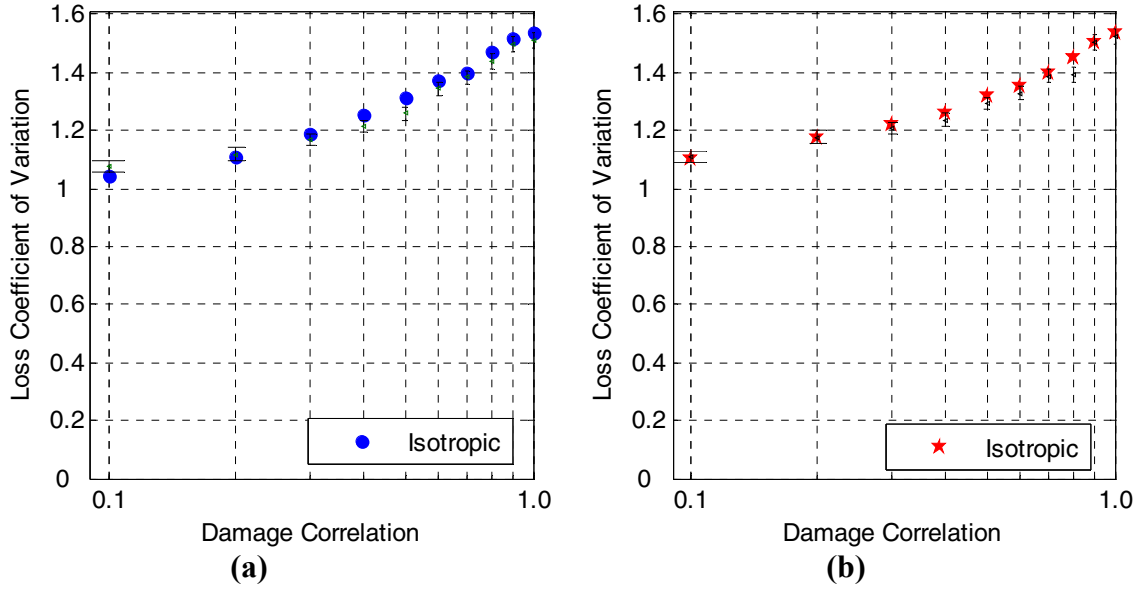 Loss Coefficient of Variation
1.6
1.4
1.2
1
0.8
0.6
0.4
0.2
0
0.1
1.0
Isotropic
Damage Correlation
(a)
Loss Coefficient of Variation
1.6
1.4
1.2
1
0.8
0.6
0.4
0.2
0
0.1
1.0
Isotropic
Damage Correlation
(b)